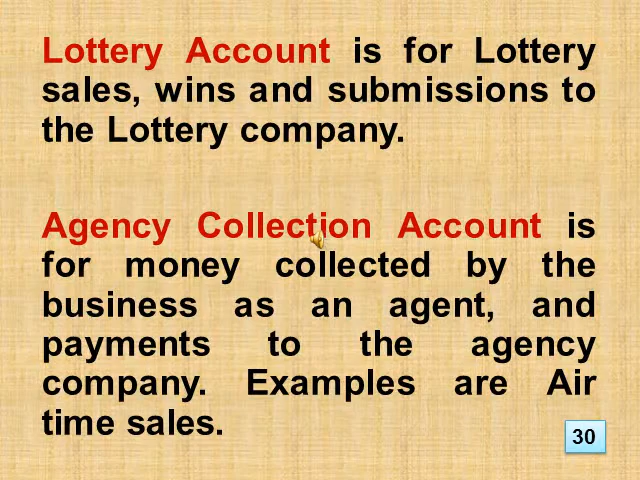 Lottery Account is for Lottery
sales, wins and submissions to
the Lottery company.
Agency Collection Account is
for money collected by the
business as an agent, and
payments to the agency
company. Examples are Air
time sales.
30